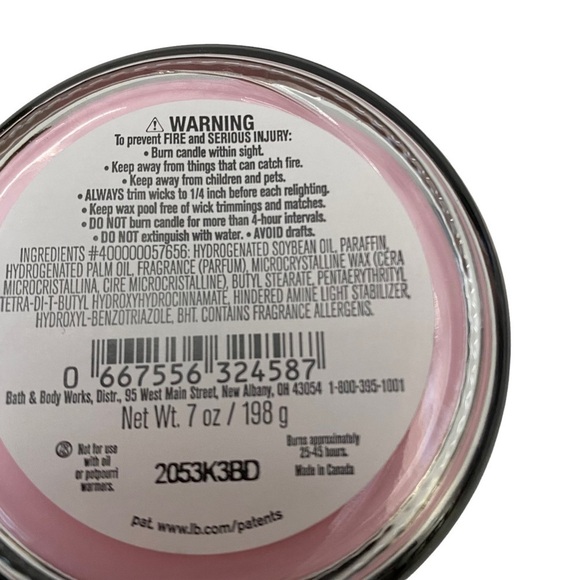 ⚠ WARNING
To prevent FIRE and SERIOUS INJURY:
• Burn candle within sight.
• Keep away from things that can catch fire.
• Keep away from children and pets.
• ALWAYS trim wicks to 1/4 inch before each relighting.
• Keep wax pool free of wick trimmings and matches.
• DO NOT burn candle for more than 4-hour intervals.
• DO NOT extinguish with water. • AVOID drafts.
INGREDIENTS #400000057656: HYDROGENATED SOYBEAN OIL, PARAFFIN,
HYDROGENATED PALM OIL, FRAGRANCE (PARFUM), MICROCRYSTALLINE WAX (CERA
MICROCRISTALLINA, CIRE MICROCRISTALLINE), BUTYL STEARATE, PENTAERYTHRITYL
TETRA-DI-T-BUTYL HYDROXYHYDROCINNAMATE, HINDERED AMINE LIGHT STABILIZER,
HYDROXYL-BENZOTRIAZOLE, BHT. CONTAINS FRAGRANCE ALLERGENS.
0 667556 324587
Bath & Body Works, Distr., 95 West Main Street, New Albany, OH 43054 1-800-395-1001
Net Wt. 7 oz / 198 g
Not for use
with oil
or potpourri
warmers.
2053K3BD
Burns approximately
25-45 hours.
Made in Canada
pat. www.lb.com/patents